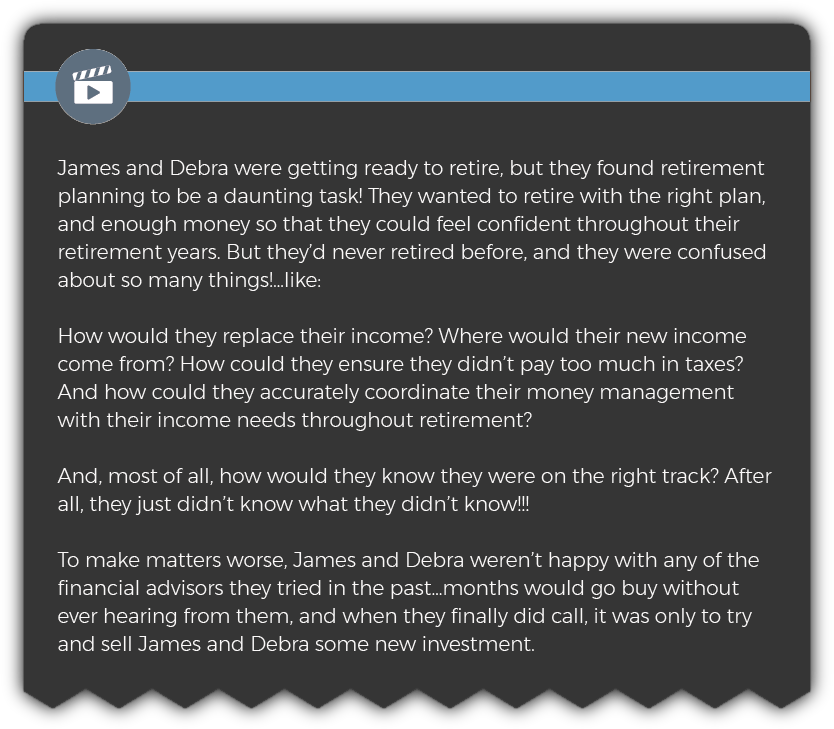 James and Debra were getting ready to retire, but they found retirement
planning to be a daunting task! They wanted to retire with the right plan,
and enough money so that they could feel confident throughout their
retirement years. But they’d never retired before, and they were confused
about so many things!...like:
How would they replace their income? Where would their new income
come from? How could they ensure they didn’t pay too much in taxes?
And how could they accurately coordinate their money management
with their income needs throughout retirement?
And, most of all, how would they know they were on the right track? After
all, they just didn’t know what they didn’t know!!!
To make matters worse, James and Debra weren’t happy with any of the
financial advisors they tried in the past...months would go buy without
ever hearing from them, and when they finally did call, it was only to try
and sell James and Debra some new investment.